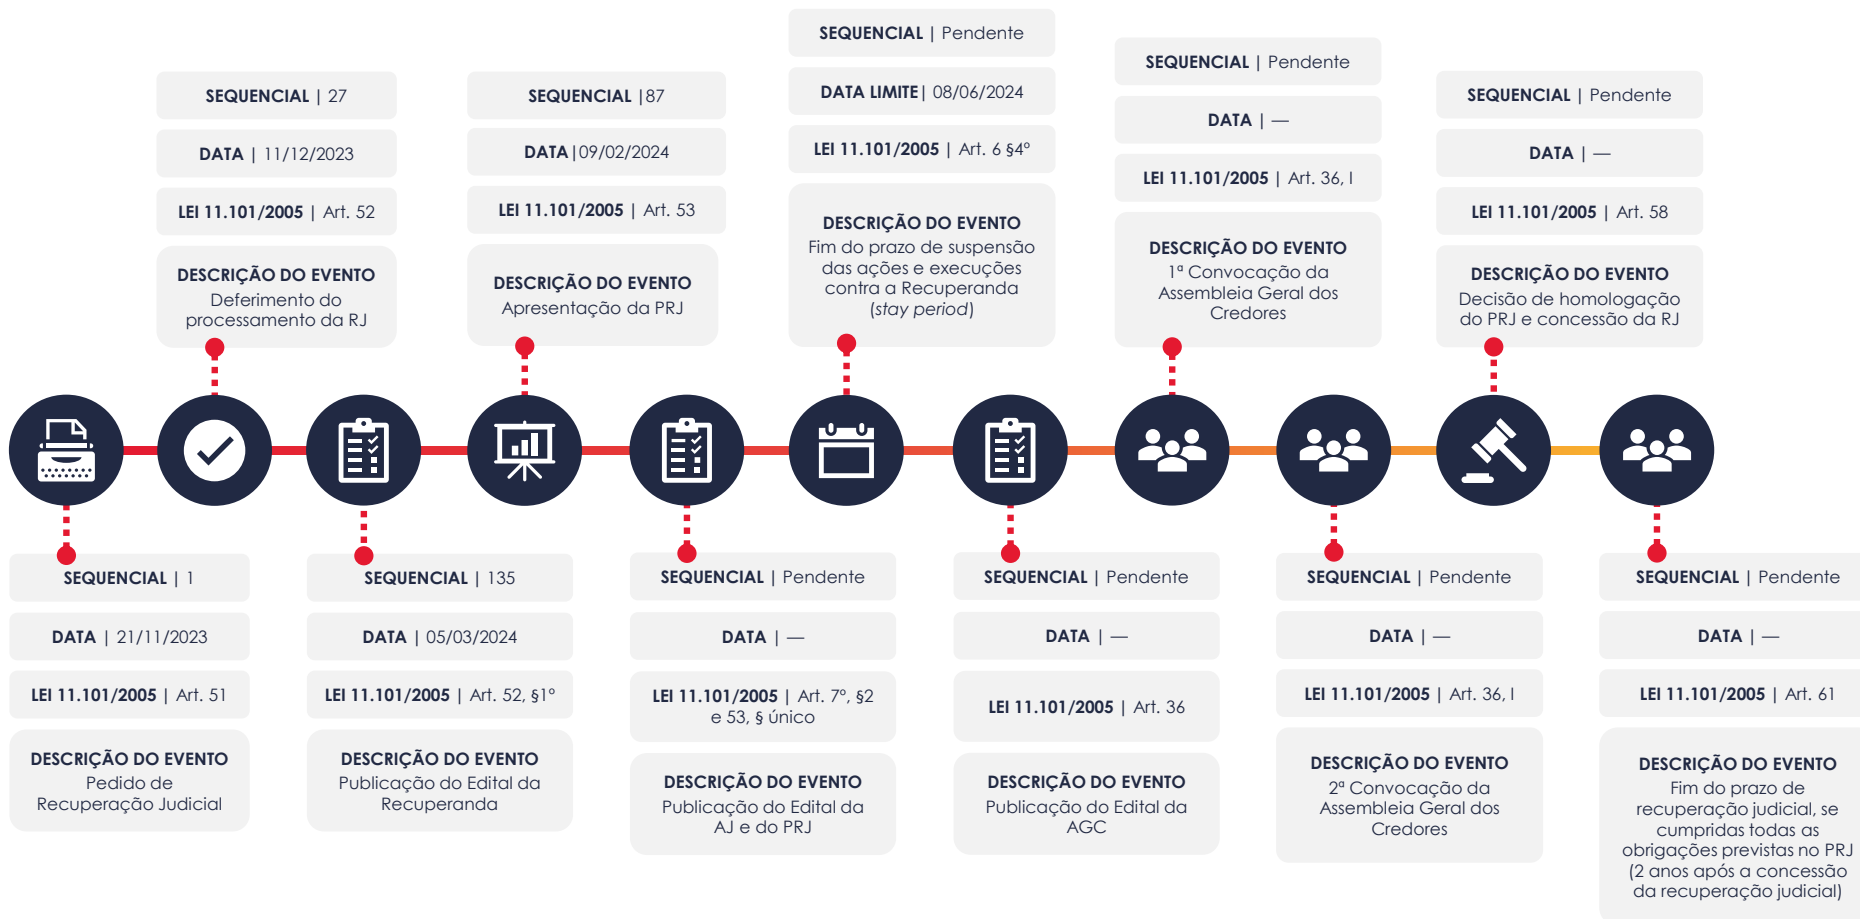 SEQUENCIAL | 1
DATA | 21/11/2023
LEI 11.101/2005 | Art. 51
DESCRIÇÃO DO EVENTO
Pedido de
Recuperação Judicial
SEQUENCIAL | 27
DATA | 11/12/2023
LEI 11.101/2005 | Art. 52
DESCRIÇÃO DO EVENTO
Deferimento do
processamento da RJ
SEQUENCIAL | 135
DATA | 05/03/2024
LEI 11.101/2005 | Art. 52, §1º
DESCRIÇÃO DO EVENTO
Publicação do Edital da
Recuperanda
SEQUENCIAL |87
DATA|09/02/2024
LEI 11.101/2005 | Art. 53
DESCRIÇÃO DO EVENTO
Apresentação da PRJ
SEQUENCIAL | Pendente
DATA | —
LEI 11.101/2005 | Art. 7º, §2
e 53, § único
DESCRIÇÃO DO EVENTO
Publicação do Edital da
AJ e do PRJ
SEQUENCIAL | Pendente
DATA LIMITE| 08/06/2024
LEI 11.101/2005 | Art. 6 §4º
DESCRIÇÃO DO EVENTO
Fim do prazo de suspensão
das ações e execuções
contra a Recuperanda
(stay period)
SEQUENCIAL | Pendente
DATA | —
LEI 11.101/2005 | Art. 36
DESCRIÇÃO DO EVENTO
Publicação do Edital da
AGC
SEQUENCIAL | Pendente
DATA | —
LEI 11.101/2005 | Art. 36, I
DESCRIÇÃO DO EVENTO
1ª Convocação da
Assembleia Geral dos
Credores
SEQUENCIAL | Pendente
DATA | —
LEI 11.101/2005 | Art. 36, I
DESCRIÇÃO DO EVENTO
2ª Convocação da
Assembleia Geral dos
Credores
SEQUENCIAL | Pendente
DATA | —
LEI 11.101/2005 | Art. 58
DESCRIÇÃO DO EVENTO
Decisão de homologação
do PRJ e concessão da RJ
SEQUENCIAL | Pendente
DATA | —
LEI 11.101/2005 | Art. 61
DESCRIÇÃO DO EVENTO
Fim do prazo de
recuperação judicial, se
cumpridas todas as
obrigações previstas no PRJ
(2 anos após a concessão
da recuperação judicial)